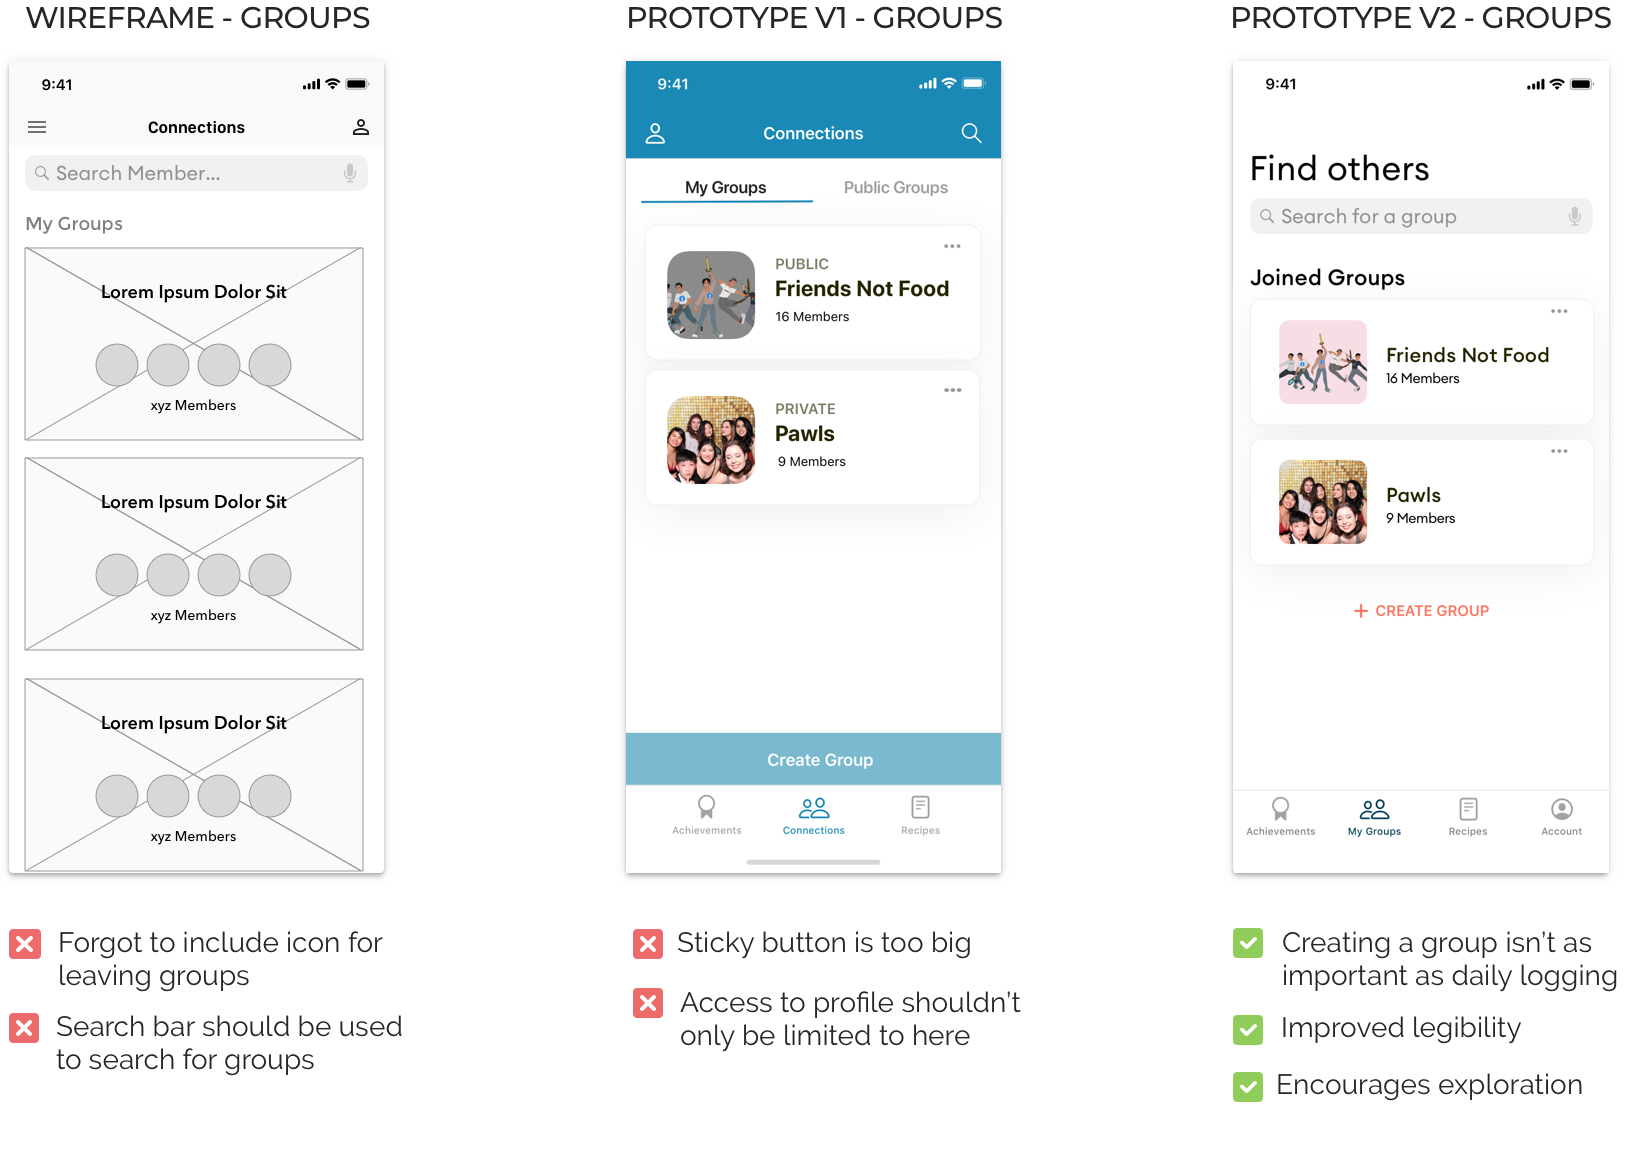 WIREFRAME - GROUPS
9:41
Connections
Search Member...
My Groups
Lorem Ipsum Dolor Sit
xyz Members
Lorem Ipsum Dolor Sit
xyz Members
Lorem Ipsum Dolor Sit
xyz Members
Forgot to include icon for
leaving groups
Search bar should be used
to search for groups
PROTOTYPE V1 - GROUPS
9:41
Connections
My Groups
Public Groups
PUBLIC
Friends Not Food
16 Members
PRIVATE
Pawls
9 Members
Create Group
Achievements
Connections
Recipes
Sticky button is too big
Access to profile shouldn't
only be limited to here
PROTOTYPE V2 - GROUPS
9:41
Find others
Search for a group
Joined Groups
Friends Not Food
16 Members
Pawls
9 Members
+ CREATE GROUP
Achievements
My Groups
Recipes
Account
Creating a group isn't as
important as daily logging
Improved legibility
Encourages exploration